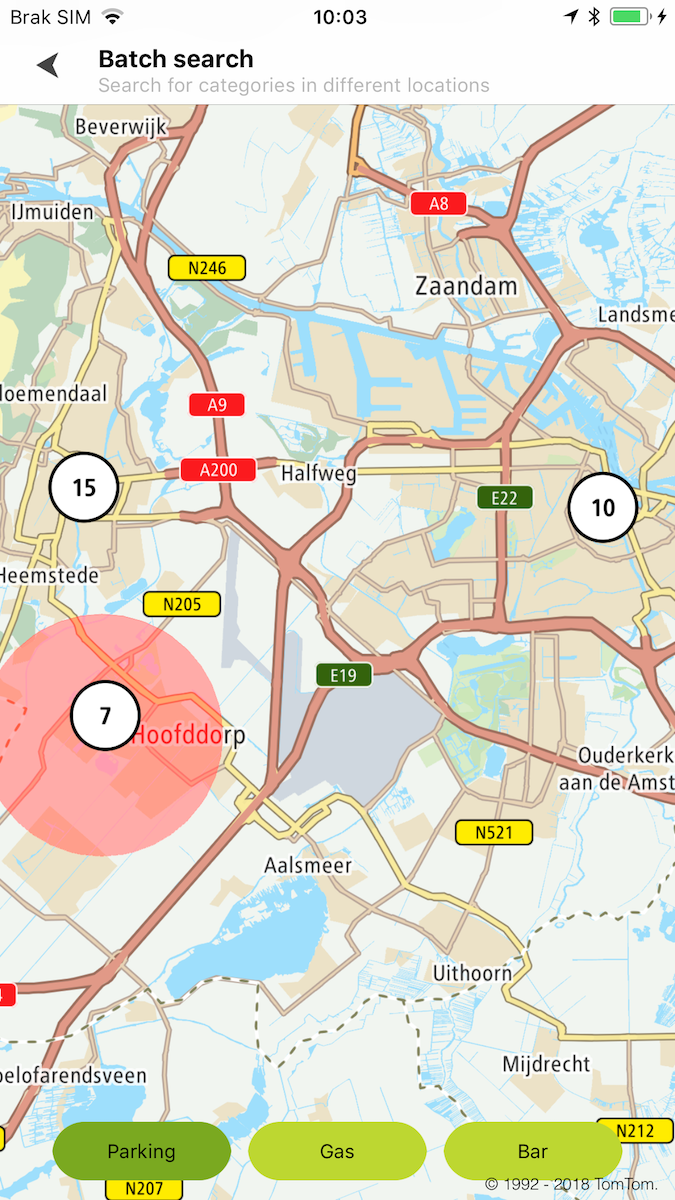 Brak SIM 10:03
Batch search
Search for categories in different locations
Beverwijk
A8
IJmuiden
N246
Zaandam
Landsme
loemendaal
A9
A200
Halfweg
15
E22
10
Heemstede
N205
E19
7
Hoofddorp
Ouderkerk
aan de Amst
N521
Aalsmeer
Uithoorn
Mijdrecht
oelofarendsveen
N212
Parking Gas Bar
N207
© 1992 - 2018 TomTom.